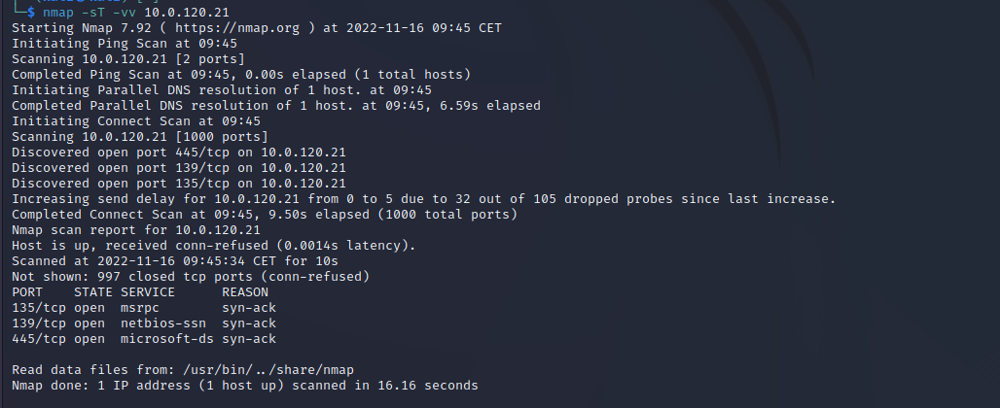 └─$ nmap -sT -vv 10.0.120.21
Starting Nmap 7.92 ( https://nmap.org ) at 2022-11-16 09:45 CET
Initiating Ping Scan at 09:45
Scanning 10.0.120.21 [2 ports]
Completed Ping Scan at 09:45, 0.00s elapsed (1 total hosts)
Initiating Parallel DNS resolution of 1 host. at 09:45
Completed Parallel DNS resolution of 1 host. at 09:45, 6.59s elapsed
Initiating Connect Scan at 09:45
Scanning 10.0.120.21 [1000 ports]
Discovered open port 445/tcp on 10.0.120.21
Discovered open port 139/tcp on 10.0.120.21
Discovered open port 135/tcp on 10.0.120.21
Increasing send delay for 10.0.120.21 from 0 to 5 due to 32 out of 105 dropped probes since last increase.
Completed Connect Scan at 09:45, 9.50s elapsed (1000 total ports)
Nmap scan report for 10.0.120.21
Host is up, received conn-refused (0.0014s latency).
Scanned at 2022-11-16 09:45:34 CET for 10s
Not shown: 997 closed tcp ports (conn-refused)
PORT    STATE SERVICE      REASON
135/tcp open  msrpc        syn-ack
139/tcp open  netbios-ssn  syn-ack
445/tcp open  microsoft-ds syn-ack

Read data files from: /usr/bin/../share/nmap
Nmap done: 1 IP address (1 host up) scanned in 16.16 seconds